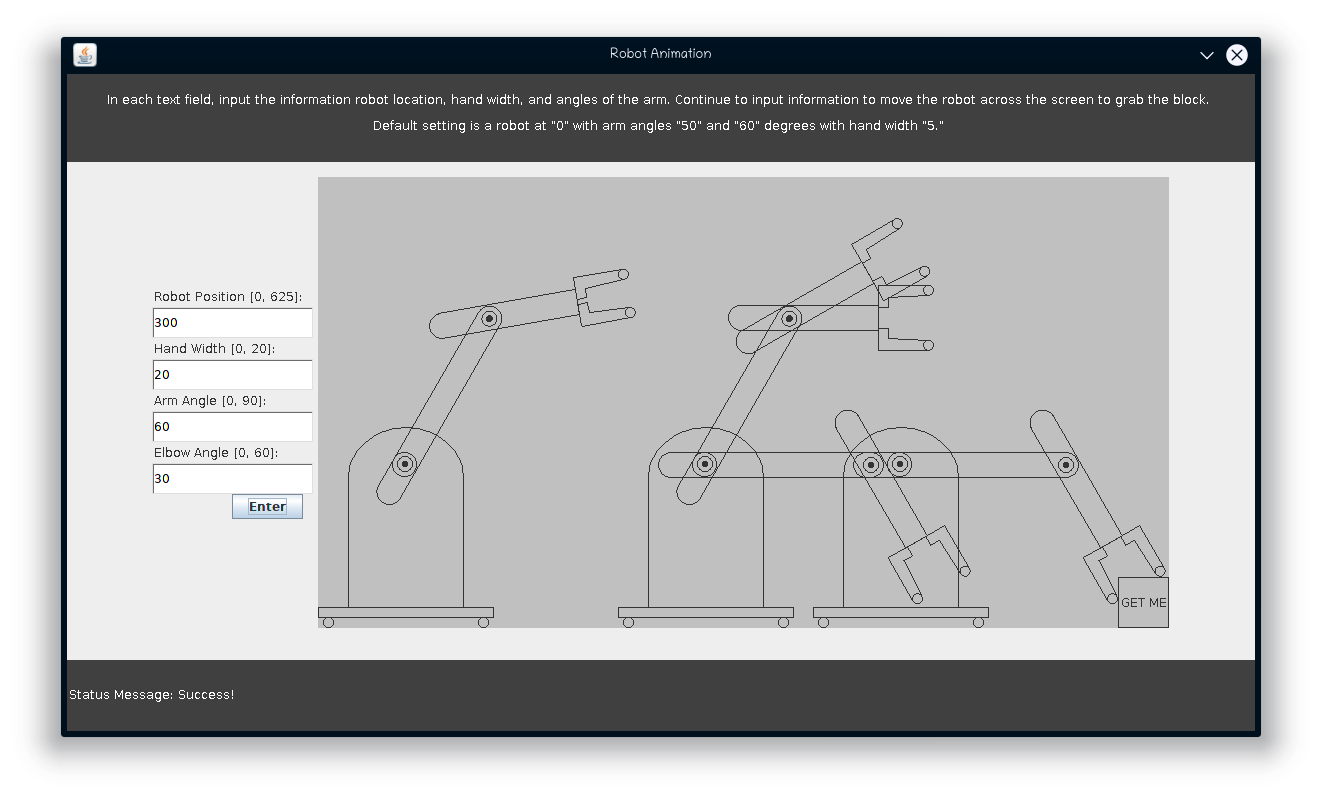 Robot Animation
In each text field, input the information robot location, hand width, and angles of the arm. Continue to input information to move the robot across the screen to grab the block.
Default setting is a robot at "0" with arm angles "50" and "60" degrees with hand width "5."
Robot Position [0, 625]:
300
Hand Width [0, 20]:
20
Arm Angle [0, 90]:
60
Elbow Angle [0, 60]:
30
Enter
GET ME
Status Message: Success!